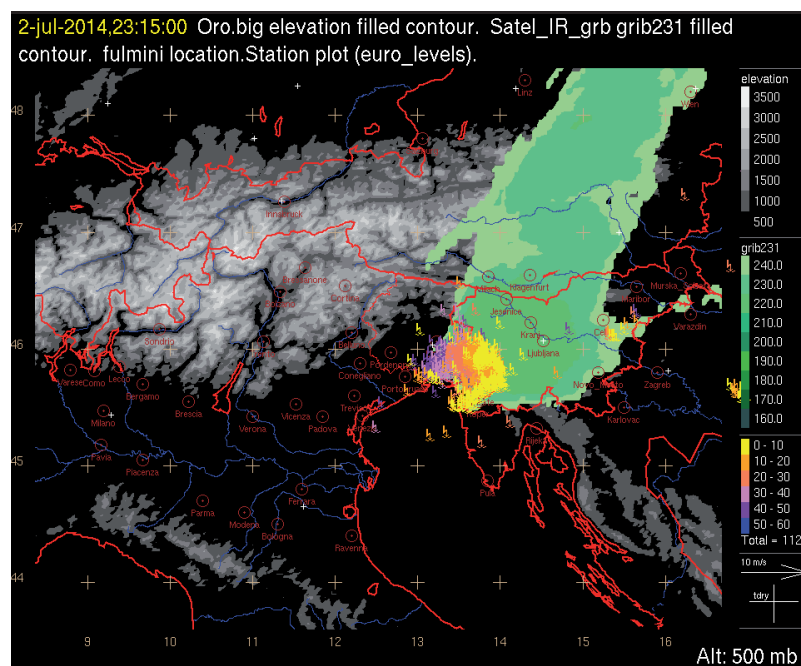 2-jul-2014,23:15:00 Oro.big elevation filled contour. Satel_IR_grb grib231 filled
contour. fulmini location.Station plot (euro_levels).
elevation
3500
3000
2500
2000
1500
1000
500
grib231
240.0
230.0
220.0
210.0
200.0
190.0
180.0
170.0
160.0
0 - 10
10 - 20
20 - 30
30 - 40
40 - 50
50 - 60
Total = 112
10 m/s
tdry
Alt: 500 mb
48
47
46
45
44
9
10
11
12
13
14
15
16
Linz
Wien
Innsbruck
Bressanone
Bolzano
Cortina
Sondrio
Belluno
Villach
Klagenfurt
Jesenice
Kranj
Ljubljana
Maribor
Murska_Sobota
Varazdin
Novo_Mesto
Zagreb
Karlovac
Rijeka
Pula
Koper
Pordenone
Conegliano
Treviso
Venezia
Vicenza
Padova
Verona
Brescia
Bergamo
Lecco
Como
Varese
Milano
Pavia
Piacenza
Parma
Modena
Bologna
Ferrara
Ravenna